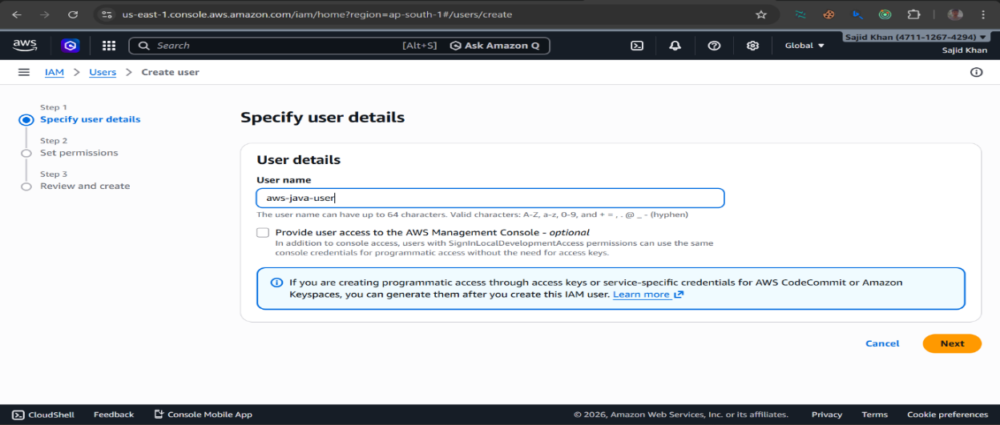 us-east-1.console.aws.amazon.com/iam/home?region=ap-south-1#/users/create
aws
Search
[Alt+S]
Ask Amazon Q
Global
Sajid Khan (4711-1267-4294)
Sajid Khan
IAM > Users > Create user
Step 1
Specify user details
Step 2
Set permissions
Step 3
Review and create
Specify user details
User details
User name
aws-java-user
The user name can have up to 64 characters. Valid characters: A-Z, a-z, 0-9, and + = , . @ _ - (hyphen)
Provide user access to the AWS Management Console - optional
In addition to console access, users with SignInLocalDevelopmentAccess permissions can use the same
console credentials for programmatic access without the need for access keys.
If you are creating programmatic access through access keys or service-specific credentials for AWS CodeCommit or Amazon
Keyspaces, you can generate them after you create this IAM user. Learn more
Cancel
Next
CloudShell
Feedback
Console Mobile App
© 2026, Amazon Web Services, Inc. or its affiliates.
Privacy
Terms
Cookie preferences